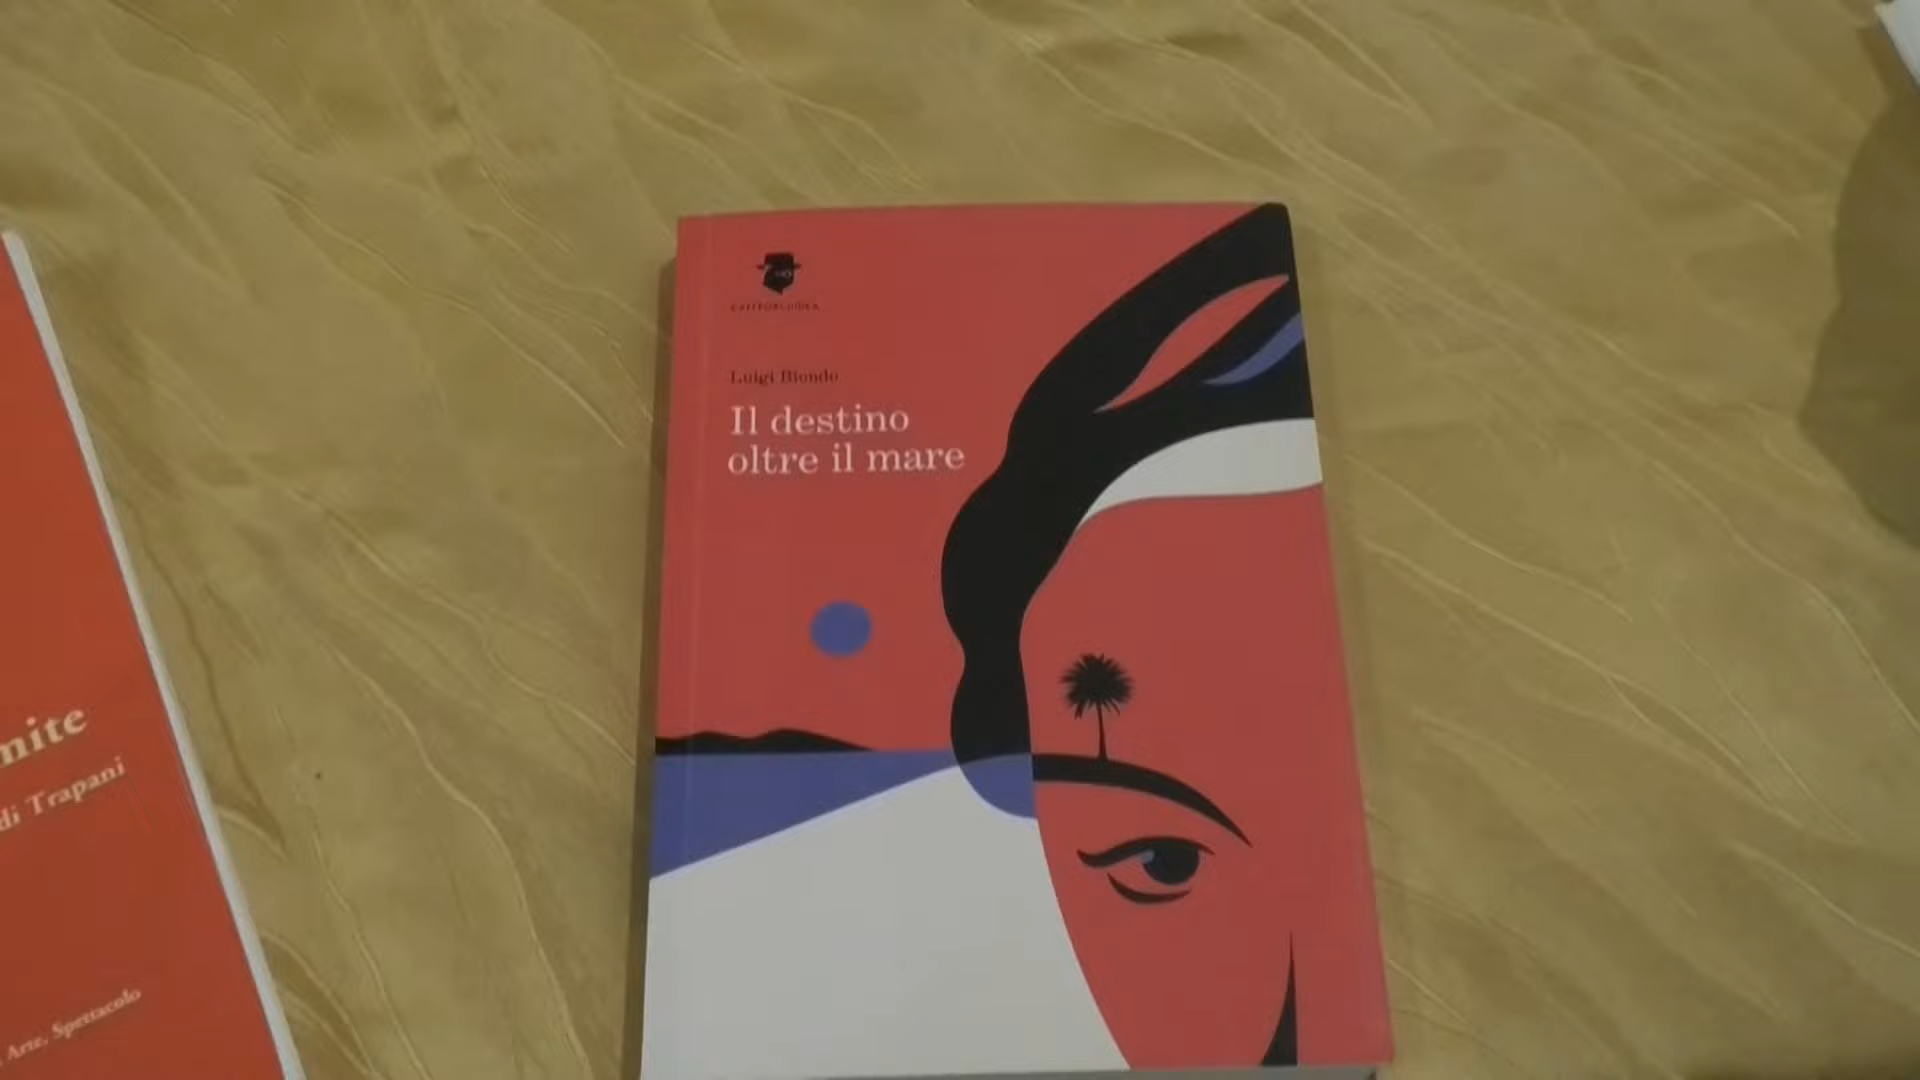 Luigi Biondo
Il destino
oltre il mare
mite
di Trapani
Arte, Spettacolo